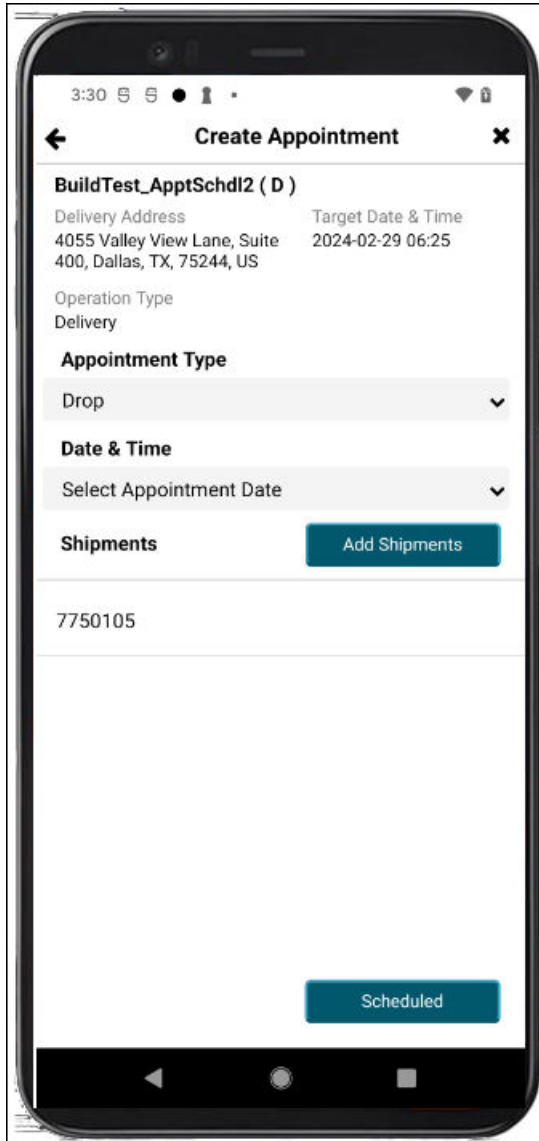 3:30
Create Appointment
BuildTest_ApptSchdl2 ( D )
Delivery Address
Target Date & Time
4055 Valley View Lane, Suite
400, Dallas, TX, 75244, US
2024-02-29 06:25
Operation Type
Delivery
Appointment Type
Drop
Date & Time
Select Appointment Date
Shipments
Add Shipments
7750105
Scheduled